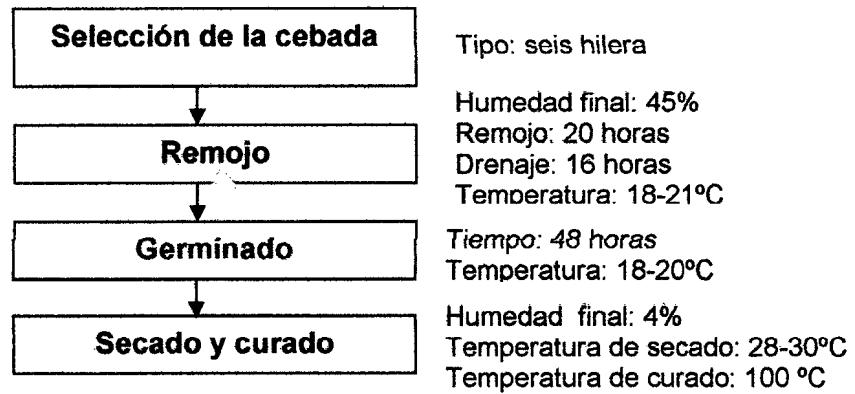 Selección de la cebada
Tipo: seis hilera
Remojo
Humedad final: 45%
Remojo: 20 horas
Drenaje: 16 horas
Temperatura: 18-21ºC
Germinado
Tiempo: 48 horas
Temperatura: 18-20ºC
Secado y curado
Humedad final: 4%
Temperatura de secado: 28-30ºC
Temperatura de curado: 100 ºC